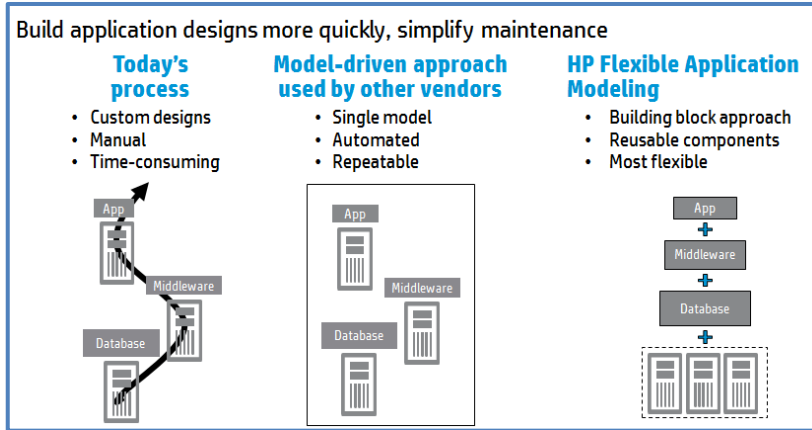 Build application designs more quickly, simplify maintenance
Today's
process
• Custom designs
• Manual
• Time-consuming
App
Middleware
Database
Model-driven approach
used by other vendors
• Single model
• Automated
• Repeatable
App
Middleware
Database
HP Flexible Application
Modeling
• Building block approach
• Reusable components
• Most flexible
App
+
Middleware
+
Database
+